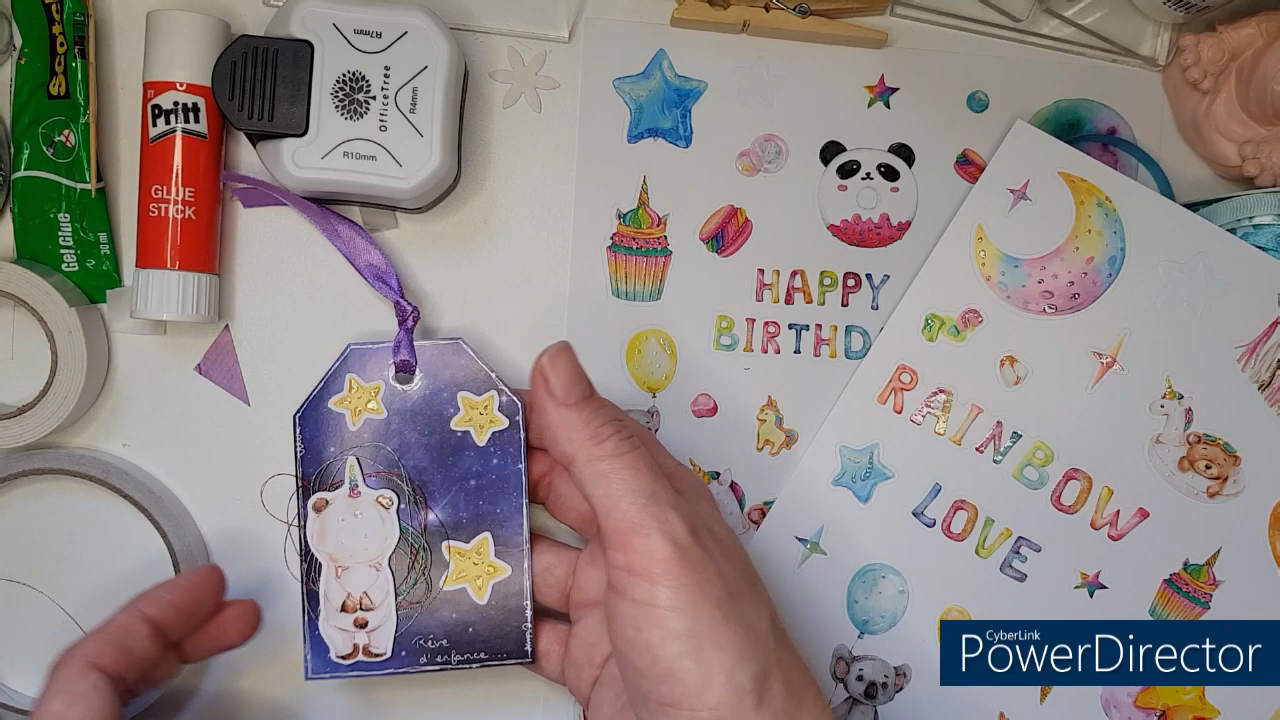 Scotch
Gel Glue
30 ml
Pritt
GLUE
STICK
R7mm
OfficeTree
R4mm
R10mm
HAPPY
BIRTHD
RAINBOW
LOVE
Rêve
d'enfance...
CyberLink
PowerDirector